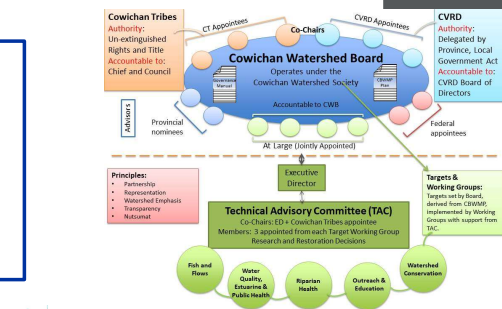 Cowichan Tribes
Authority:
Un-extinguished
Rights and Title
Accountable to:
Chief and Council
CT Appointees
Co-Chairs
CVRD Appointees
CVRD
Authority:
Delegated by
Province, Local
Government Act
Accountable to:
CVRD Board of
Directors
Cowichan Watershed Board
Operates under the
Cowichan Watershed Society
Governance
Manual
CBWMP
Plan
Accountable to CWB
Advisors
Provincial
nominees
Federal
appointees
At Large (Jointly Appointed)
Principles:
• Partnership
• Representation
• Watershed Emphasis
• Transparency
• Nutsumat
Executive
Director
Targets &
Working Groups:
Targets set by Board,
derived from CBWMP,
implemented by Working
Groups with support from
TAC.
Technical Advisory Committee (TAC)
Co-Chairs: ED + Cowichan Tribes appointee
Members: 3 appointed from each Target Working Group
Research and Restoration Decisions
Fish and
Flows
Water
Quality,
Estuarine &
Public Health
Riparian
Health
Outreach &
Education
Watershed
Conservation